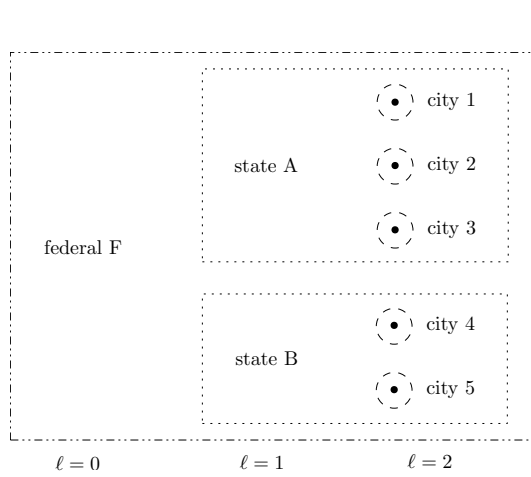 city 1
state A
city 2
city 3
federal F
city 4
state B
city 5
ℓ = 0
ℓ = 1
ℓ = 2